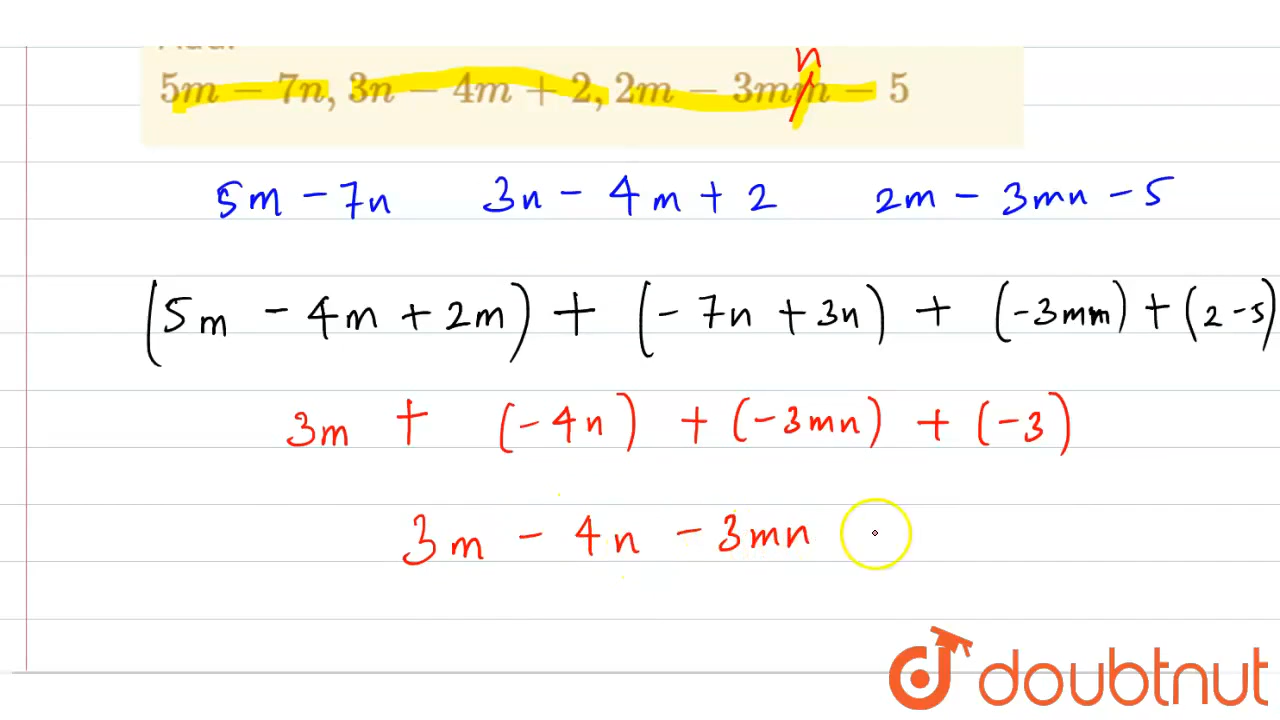 Add:
n
5m − 7n, 3n − 4m + 2, 2m − 3mm − 5
5m − 7n 3n − 4m + 2 2m − 3mn − 5
(5m − 4m + 2m) + (−7n + 3n) + (−3mm) + (2−5)
3m + (−4n) + (−3mn) + (−3)
3m − 4n − 3mn
doubtnut